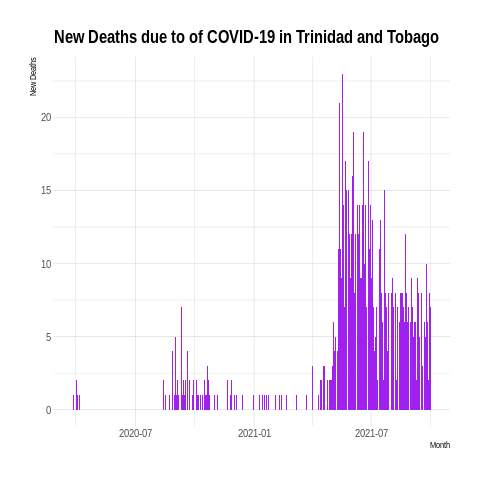 New Deaths due to of COVID-19 in Trinidad and Tobago
New Deaths
20
15
10
5
0
2020-07 2021-01 2021-07
Month